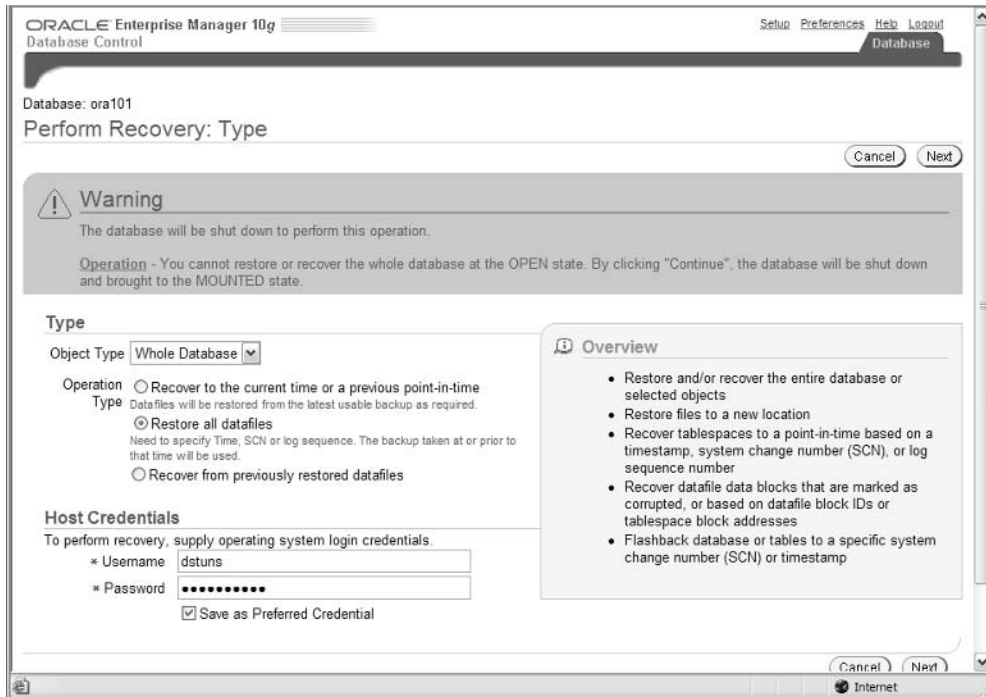 ORACLE Enterprise Manager 10g
Database Control
Setup Preferences Help Logout
Database
Database: ora101
Perform Recovery: Type
Cancel Next
Warning
The database will be shut down to perform this operation.
Operation - You cannot restore or recover the whole database at the OPEN state. By clicking "Continue", the database will be shut down
and brought to the MOUNTED state.
Type
Object Type Whole Database
Operation Type
Recover to the current time or a previous point-in-time
Datafiles will be restored from the latest usable backup as required.
Restore all datafiles
Need to specify Time, SCN or log sequence. The backup taken at or prior to
that time will be used.
Recover from previously restored datafiles
Overview
• Restore and/or recover the entire database or
selected objects
• Restore files to a new location
• Recover tablespaces to a point-in-time based on a
timestamp, system change number (SCN), or log
sequence number
• Recover datafile data blocks that are marked as
corrupted, or based on datafile block IDs or
tablespace block addresses
• Flashback database or tables to a specific system
change number (SCN) or timestamp
Host Credentials
To perform recovery, supply operating system login credentials.
* Username dstuns
* Password ••••••••••
Save as Preferred Credential
Cancel Next
Internet